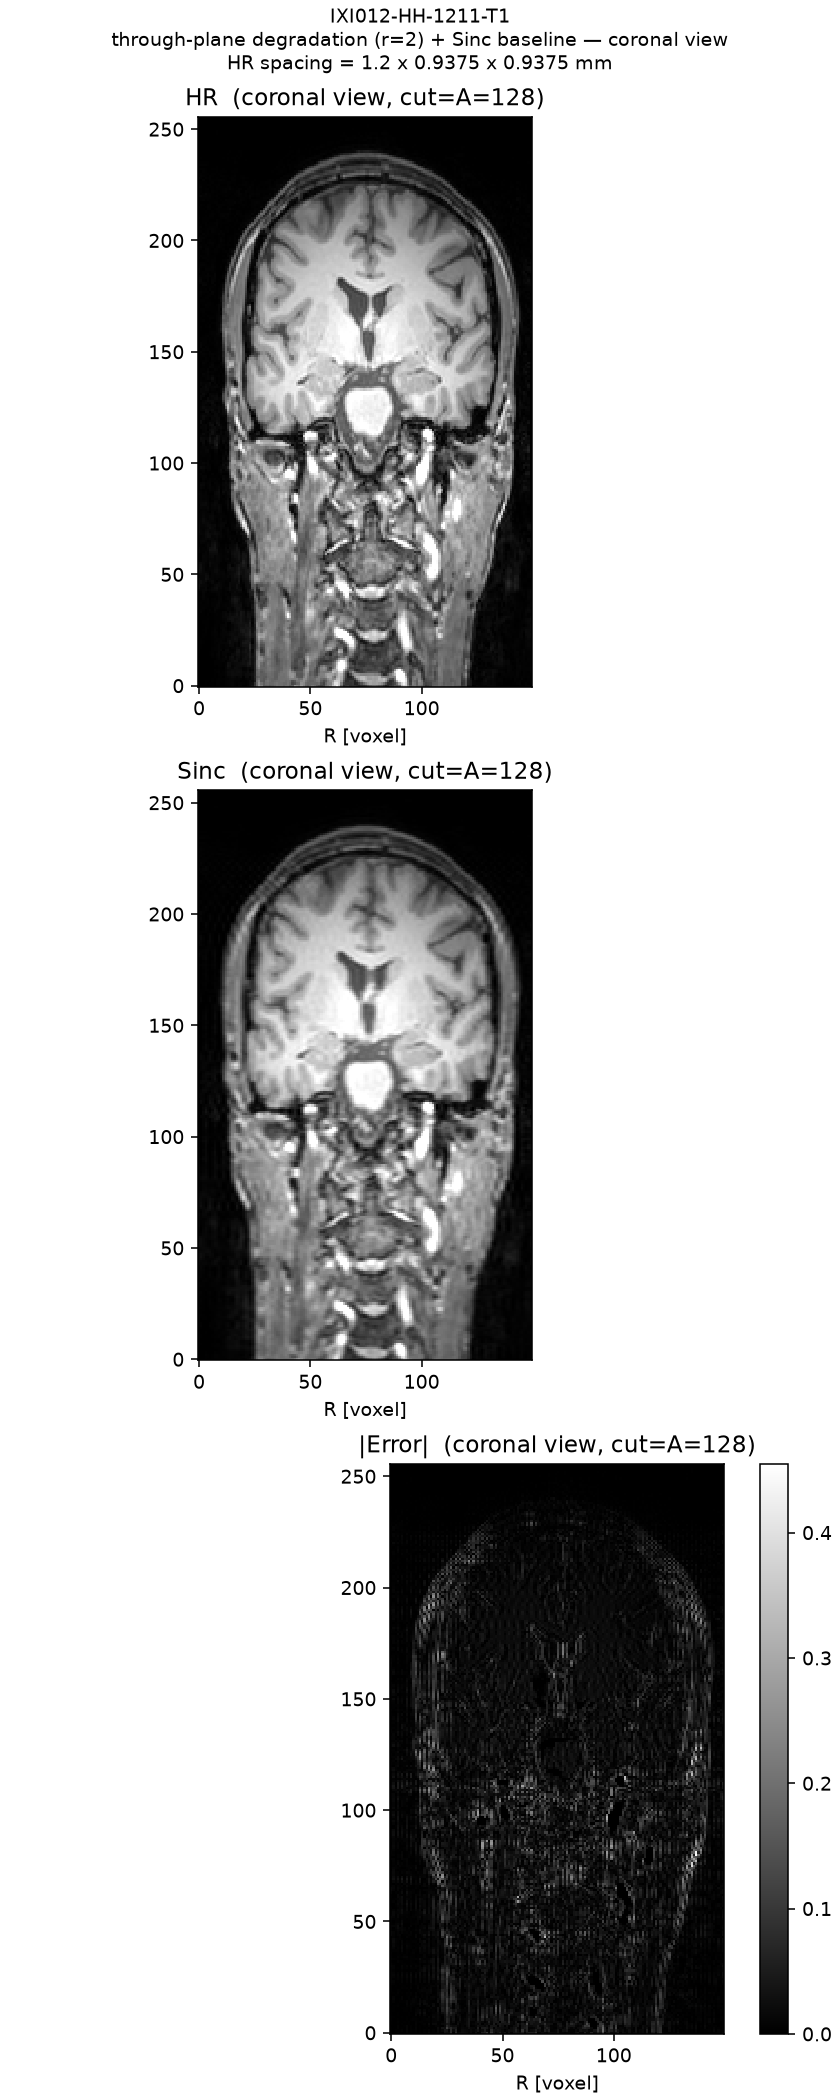 IXI012-HH-1211-T1
through-plane degradation (r=2) + Sinc baseline — coronal view
HR spacing = 1.2 x 0.9375 x 0.9375 mm
HR  (coronal view, cut=A=128)
250
200
150
100
50
0
0 50 100
R [voxel]
Sinc  (coronal view, cut=A=128)
250
200
150
100
50
0
0 50 100
R [voxel]
|Error|  (coronal view, cut=A=128)
250
200
150
100
50
0
0 50 100
R [voxel]
0.4
0.3
0.2
0.1
0.0